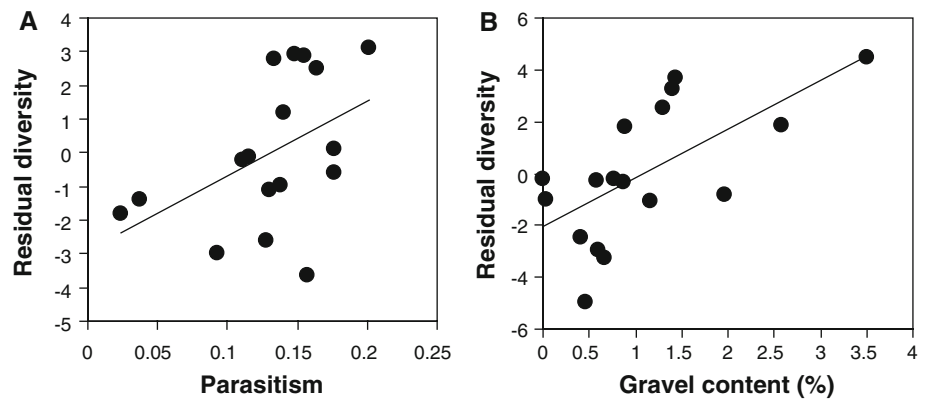 A
4
3
2
1
0
-1
-2
-3
-4
-5
Residual diversity
0 0.05 0.1 0.15 0.2 0.25
Parasitism
B
6
4
2
0
-2
-4
-6
Residual diversity
0 0.5 1 1.5 2 2.5 3 3.5 4
Gravel content (%)